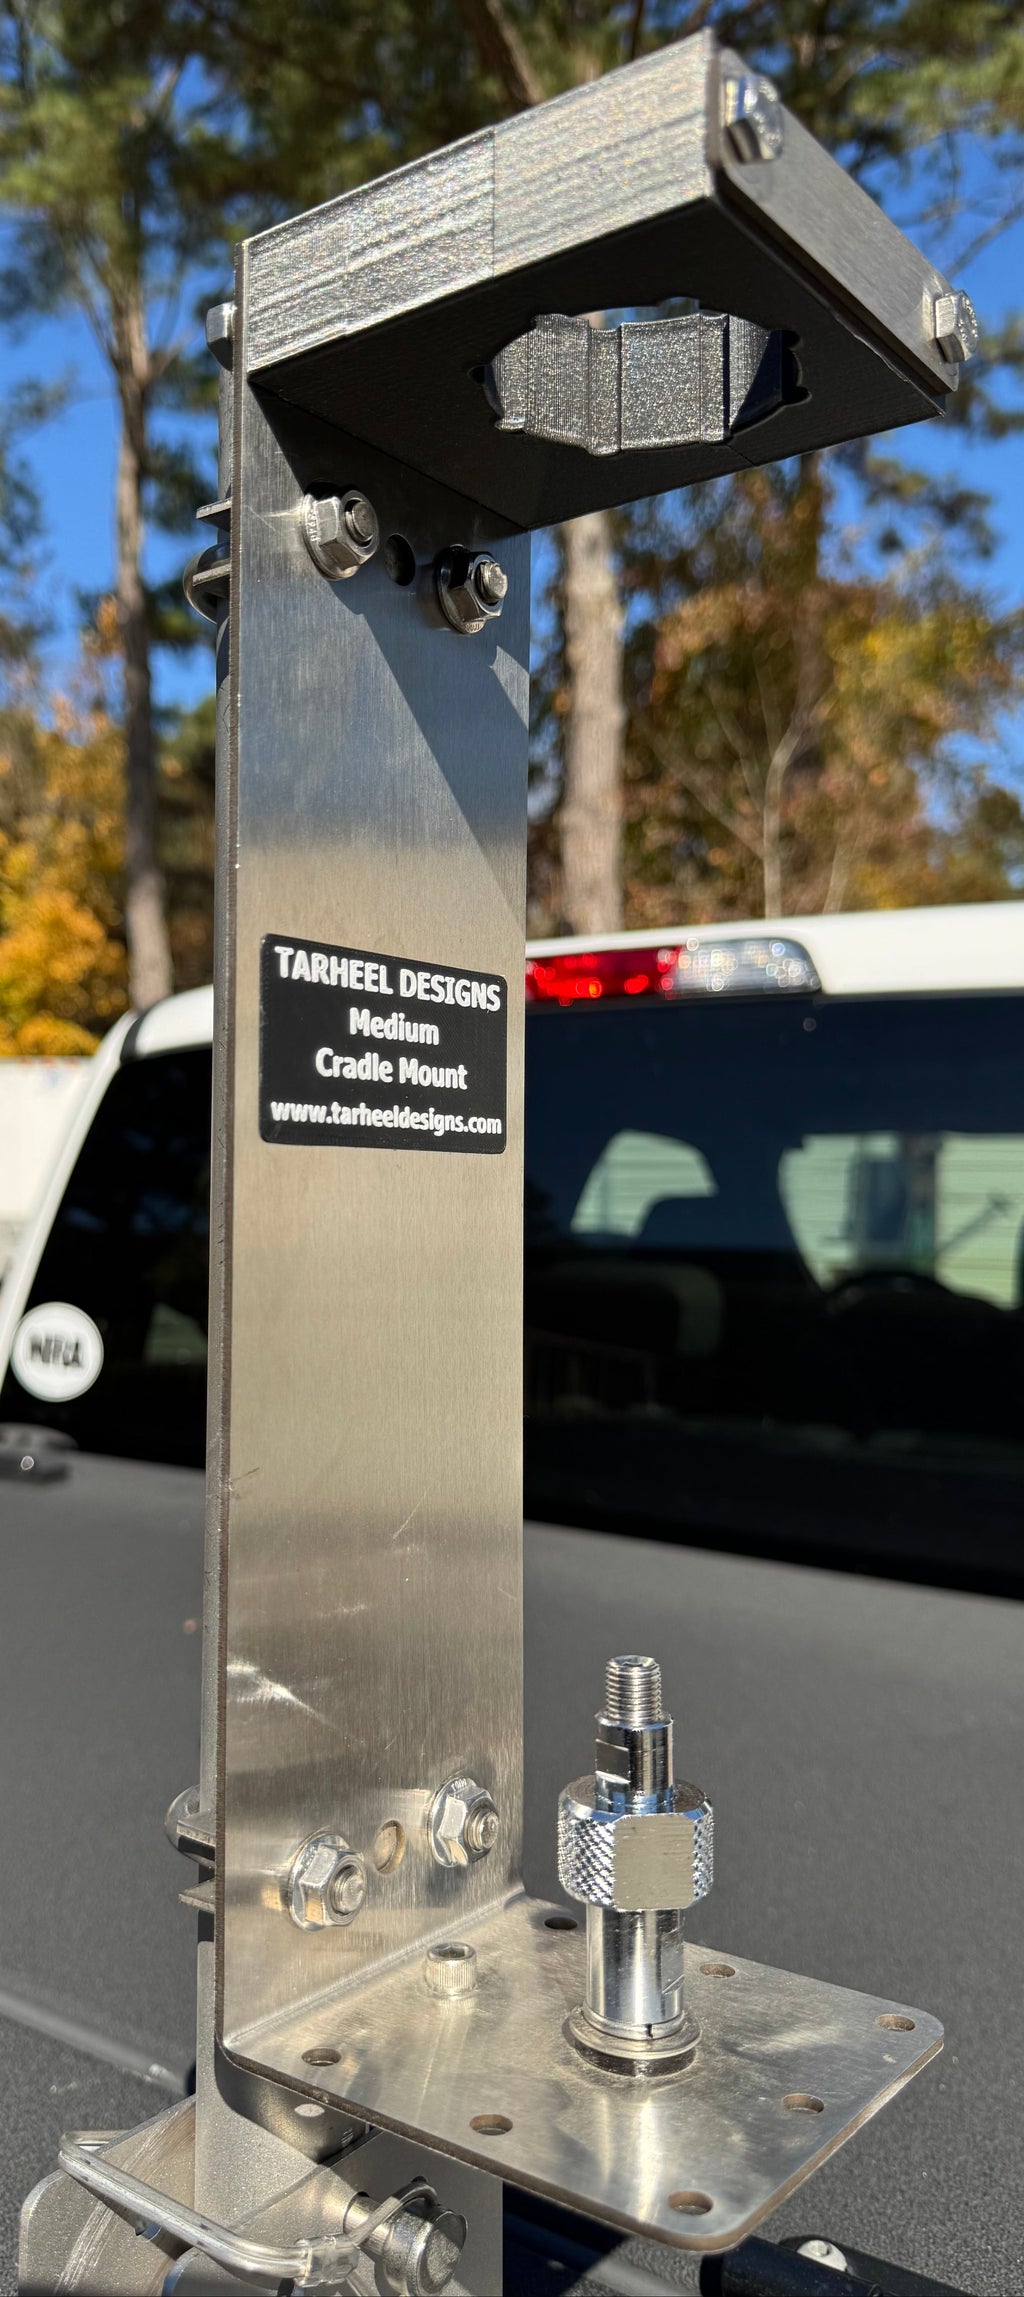 TARHEEL DESIGNS
Medium
Cradle Mount
www.tarheeldesigns.com